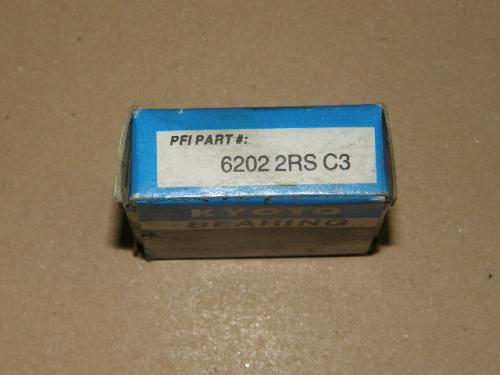 PFI PART #:
6202 2RS C3
KYOTO
BEARING